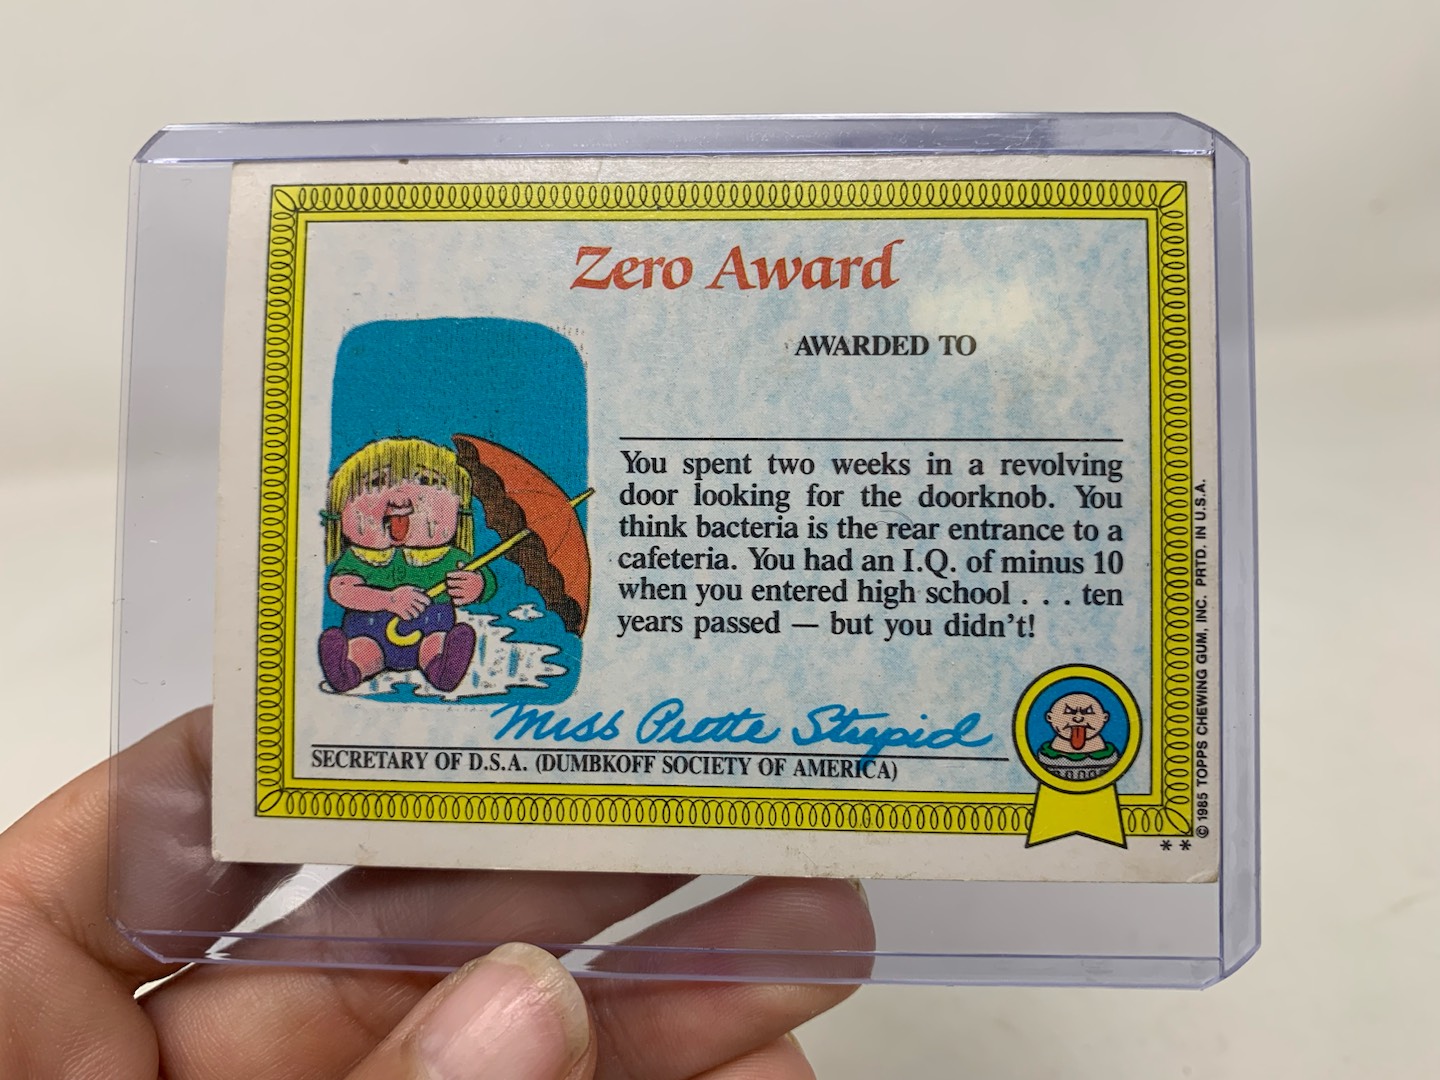 Zero Award
AWARDED TO
You spent two weeks in a revolving
door looking for the doorknob. You
think bacteria is the rear entrance to a
cafeteria. You had an I.Q. of minus 10
when you entered high school . . . ten
years passed — but you didn't!
Miss Prette Stupid
SECRETARY OF D.S.A. (DUMBKOFF SOCIETY OF AMERICA)
© 1985 TOPPS CHEWING GUM, INC. PRTD. IN U.S.A.
**